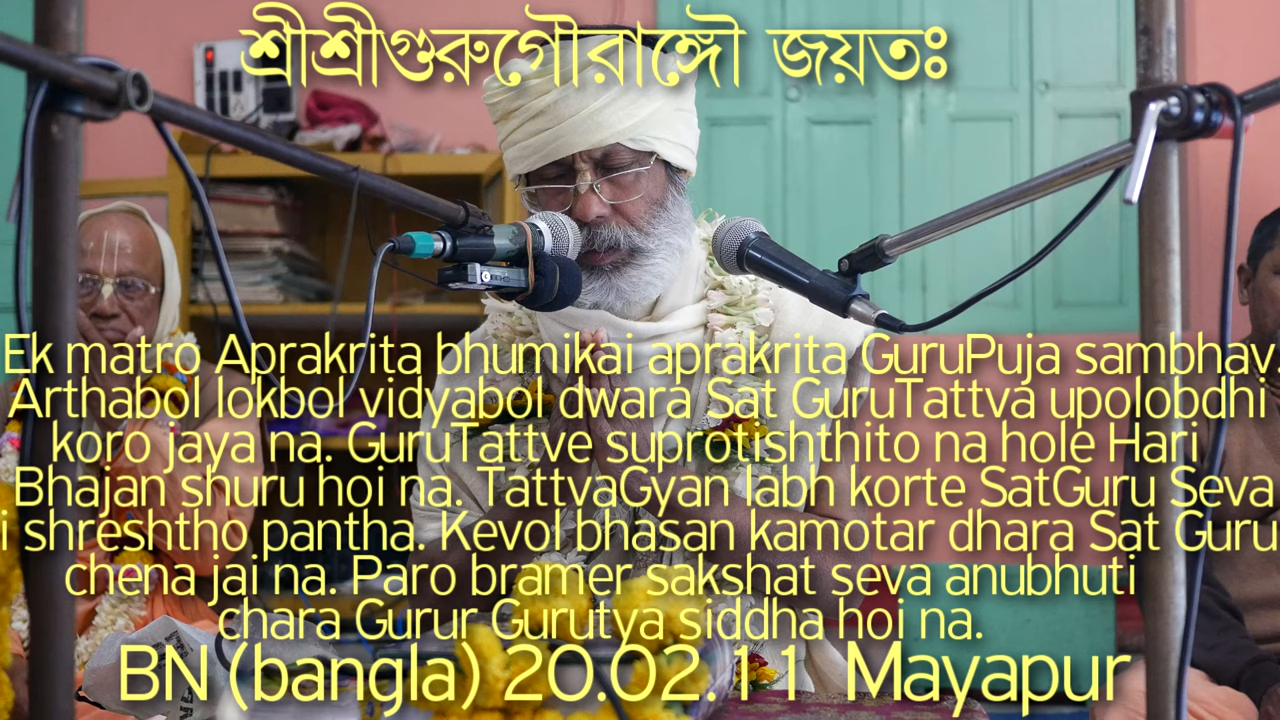 শ্রীশ্রীগুরুগৌরাঙ্গৌ জয়তঃ
Ek matro Aprakrita bhumikai aprakrita GuruPuja sambhav.
Arthabol lokbol vidyabol dwara Sat GuruTattva upolobdhi
koro jaya na. GuruTattve suprotishthito na hole Hari
Bhajan shuru hoi na. TattvaGyan labh korte SatGuru Seva
i shreshtho pantha. Kevol bhasan kamotar dhara Sat Guru
chena jai na. Paro bramer sakshat seva anubhuti
chara Gurur Gurutya siddha hoi na.
BN (bangla) 20.02.11 Mayapur